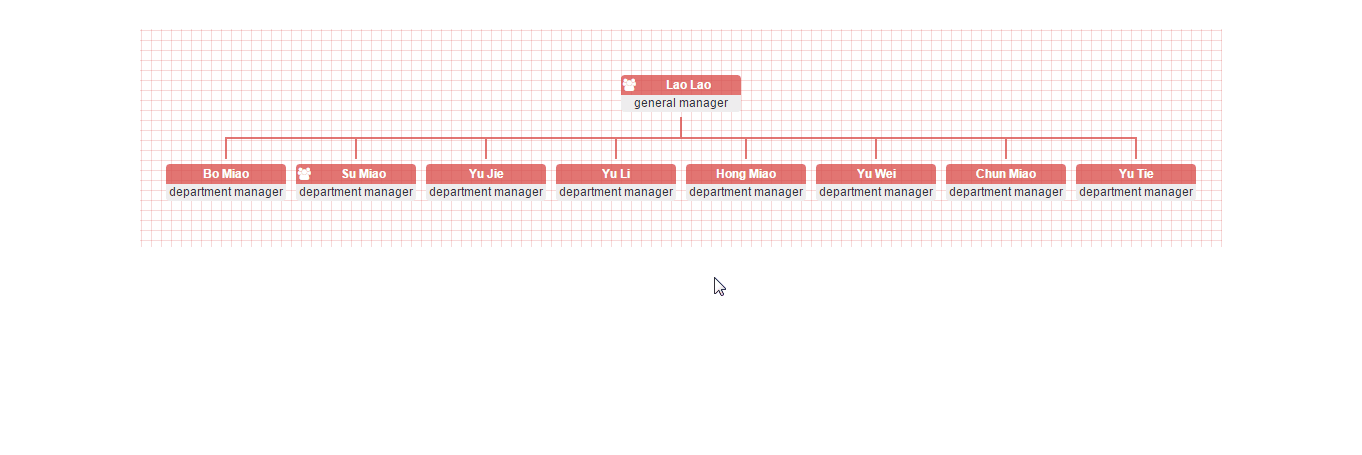 Lao Lao
general manager
Bo Miao
department manager
Su Miao
department manager
Yu Jie
department manager
Yu Li
department manager
Hong Miao
department manager
Yu Wei
department manager
Chun Miao
department manager
Yu Tie
department manager